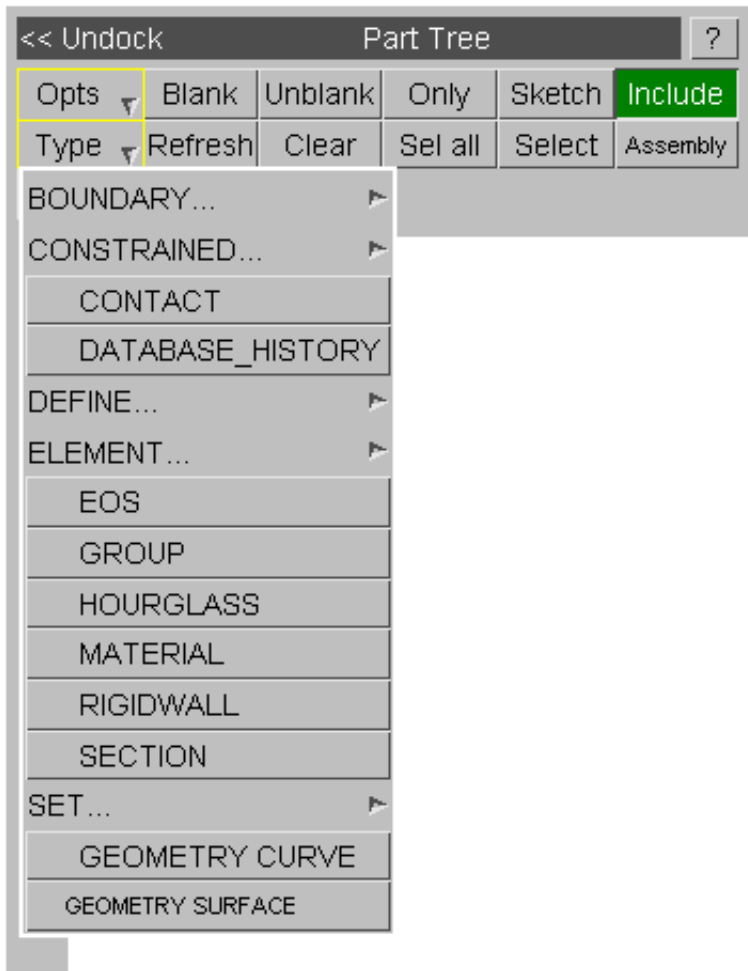 << Undock Part Tree ?
Opts Blank Unblank Only Sketch Include
Type Refresh Clear Sel all Select Assembly
BOUNDARY...
CONSTRAINED...
CONTACT
DATABASE_HISTORY
DEFINE...
ELEMENT...
EOS
GROUP
HOURGLASS
MATERIAL
RIGIDWALL
SECTION
SET...
GEOMETRY CURVE
GEOMETRY SURFACE